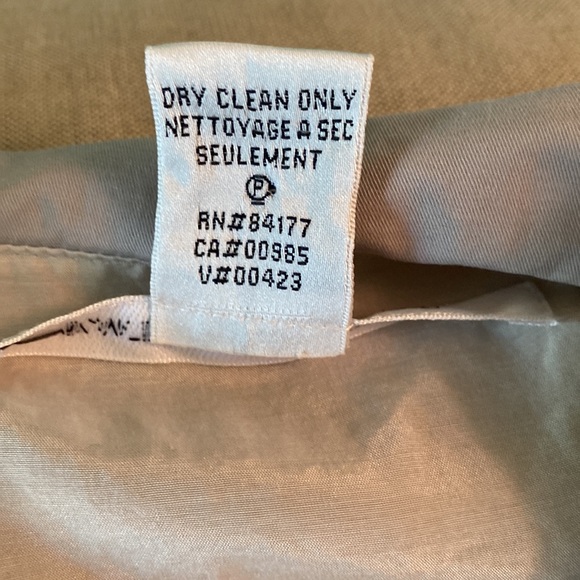 DRY CLEAN ONLY
NETTOYAGE A SEC
SEULEMENT
P
RN#84177
CA#00985
V#00423